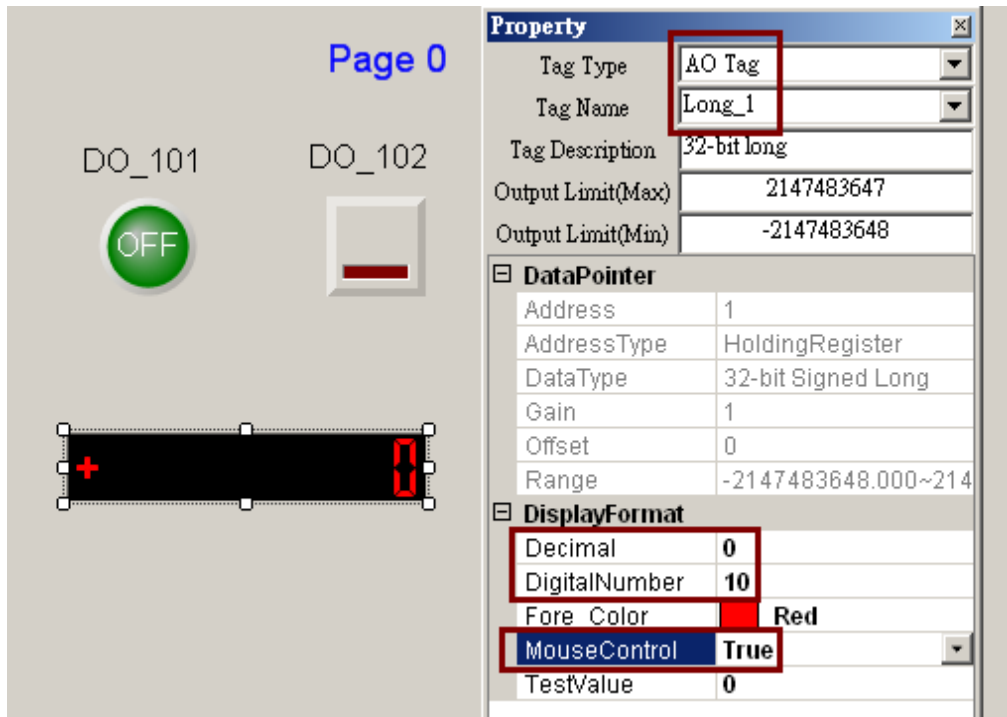 Page 0
DO_101
DO_102
OFF
+ 0
Property
Tag Type AO Tag
Tag Name Long_1
Tag Description 32-bit long
Output Limit(Max) 2147483647
Output Limit(Min) -2147483648
DataPointer
Address 1
AddressType HoldingRegister
DataType 32-bit Signed Long
Gain 1
Offset 0
Range -2147483648.000~214
DisplayFormat
Decimal 0
DigitalNumber 10
Fore_Color Red
MouseControl True
TestValue 0